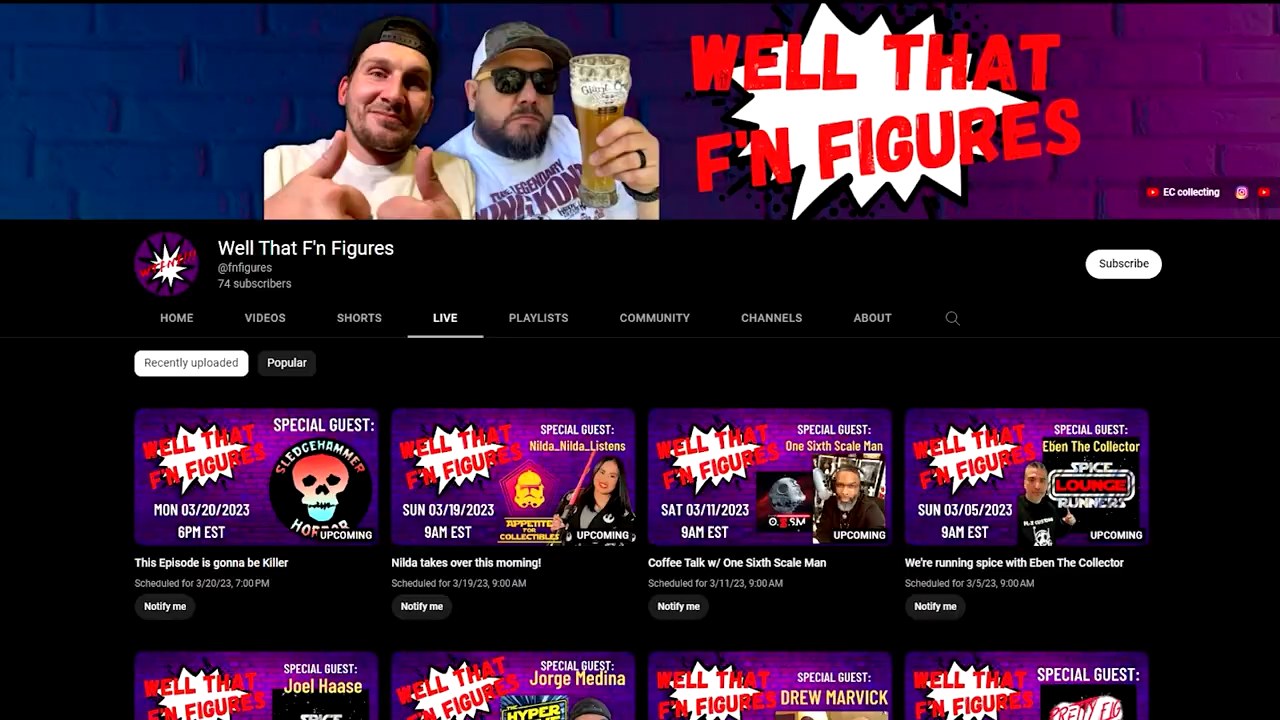 WELL THAT
F'N FIGURES
THE LEGENDARY
KING KONG
EC collecting
Well That F'n Figures
@fnfigures
74 subscribers
Subscribe
HOME VIDEOS SHORTS LIVE PLAYLISTS COMMUNITY CHANNELS ABOUT
Recently uploaded Popular
WELL THAT
F'N FIGURES
SPECIAL GUEST:
SLEDGEHAMMER
HORROR
MON 03/20/2023
6PM EST
UPCOMING
This Episode is gonna be Killer
Scheduled for 3/20/23, 7:00 PM
Notify me
WELL THAT
F'N FIGURES
SPECIAL GUEST:
Nilda_Nilda_Listens
SUN 03/19/2023
9AM EST
APPETITE
FOR
COLLECTIBLES
UPCOMING
Nilda takes over this morning!
Scheduled for 3/19/23, 9:00 AM
Notify me
WELL THAT
F'N FIGURES
SPECIAL GUEST:
One Sixth Scale Man
SAT 03/11/2023
9AM EST
UPCOMING
Coffee Talk w/ One Sixth Scale Man
Scheduled for 3/11/23, 9:00 AM
Notify me
WELL THAT
F'N FIGURES
SPECIAL GUEST:
Eben The Collector
SPICE
LOUNGE
RUNNERS
SUN 03/05/2023
9AM EST
UPCOMING
We're running spice with Eben The Collector
Scheduled for 3/5/23, 9:00 AM
Notify me
WELL THAT
F'N FIGURES
SPECIAL GUEST:
Joel Haase
SPICE
WELL THAT
F'N FIGURES
SPECIAL GUEST:
Jorge Medina
HYPER
WELL THAT
F'N FIGURES
SPECIAL GUEST:
DREW MARVICK
WELL THAT
F'N FIGURES
SPECIAL GUEST:
PRETTY FIG